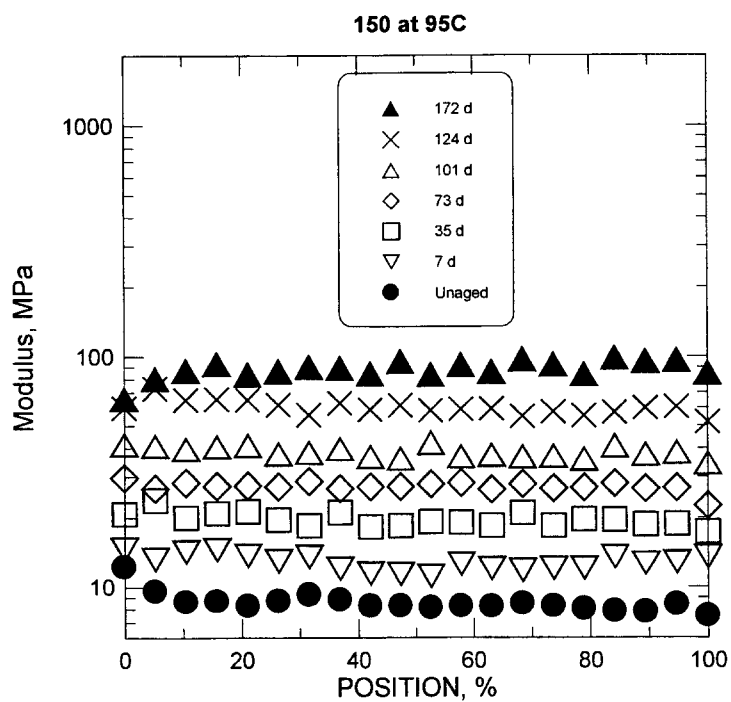 150 at 95C
1000
100
10
Modulus, MPa
172 d
124 d
101 d
73 d
35 d
7 d
Unaged
0 20 40 60 80 100
POSITION, %